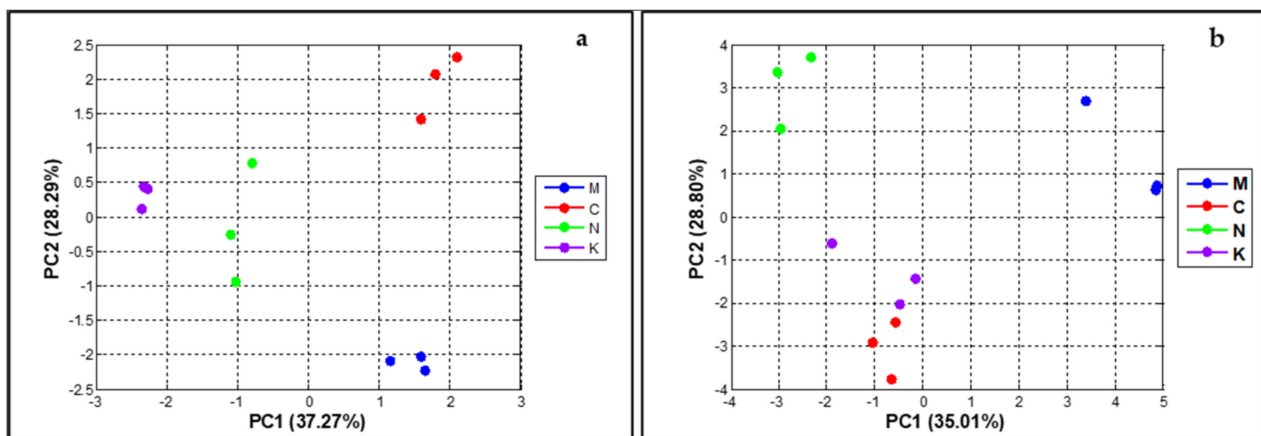 a
2.5
2
1.5
1
0.5
0
-0.5
-1
-1.5
-2
-2.5
-3 -2 -1 0 1 2 3
PC2 (28.29%)
PC1 (37.27%)
M
C
N
K
b
4
3
2
1
0
-1
-2
-3
-4
-4 -3 -2 -1 0 1 2 3 4 5
PC2 (28.80%)
PC1 (35.01%)
M
C
N
K